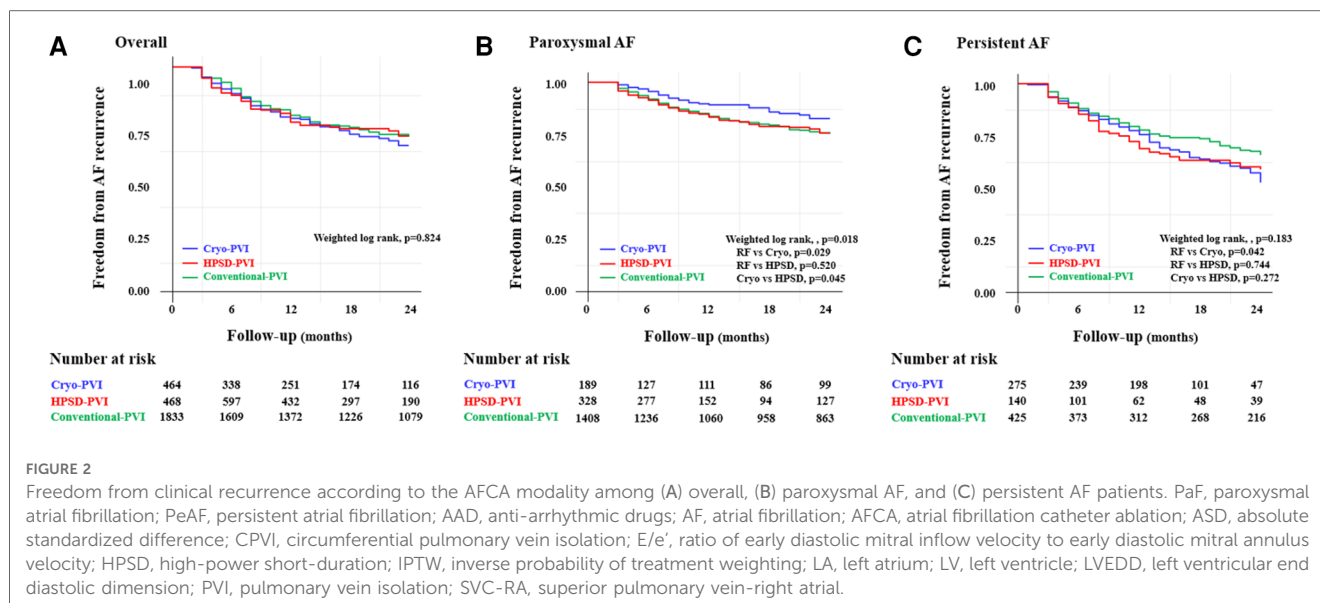 A Overall
Freedom from AF recurrence
1.00
0.75
0.50
0.25
0.00
Weighted log rank, p=0.824
Cryo-PVI
HPSD-PVI
Conventional-PVI
0 6 12 18 24
Follow-up (months)
Number at risk
Cryo-PVI 464 338 251 174 116
HPSD-PVI 468 597 432 297 190
Conventional-PVI 1833 1609 1372 1226 1079
B Paroxysmal AF
Freedom from AF recurrence
1.00
0.75
0.50
0.25
0.00
Weighted log rank, , p=0.018
RF vs Cryo, p=0.029
RF vs HPSD, p=0.520
Cryo vs HPSD, p=0.045
Cryo-PVI
HPSD-PVI
Conventional-PVI
0 6 12 18 24
Follow-up (months)
Number at risk
Cryo-PVI 189 127 111 86 99
HPSD-PVI 328 277 152 94 127
Conventional-PVI 1408 1236 1060 958 863
C Persistent AF
Freedom from AF recurrence
1.00
0.75
0.50
0.25
0.00
Weighted log rank, , p=0.183
RF vs Cryo, p=0.042
RF vs HPSD, p=0.744
Cryo vs HPSD, p=0.272
Cryo-PVI
HPSD-PVI
Conventional-PVI
0 6 12 18 24
Follow-up (months)
Number at risk
Cryo-PVI 275 239 198 101 47
HPSD-PVI 140 101 62 48 39
Conventional-PVI 425 373 312 268 216
FIGURE 2
Freedom from clinical recurrence according to the AFCA modality among (A) overall, (B) paroxysmal AF, and (C) persistent AF patients. PaF, paroxysmal
atrial fibrillation; PeAF, persistent atrial fibrillation; AAD, anti-arrhythmic drugs; AF, atrial fibrillation; AFCA, atrial fibrillation catheter ablation; ASD, absolute
standardized difference; CPVI, circumferential pulmonary vein isolation; E/e′, ratio of early diastolic mitral inflow velocity to early diastolic mitral annulus
velocity; HPSD, high-power short-duration; IPTW, inverse probability of treatment weighting; LA, left atrium; LV, left ventricle; LVEDD, left ventricular end
diastolic dimension; PVI, pulmonary vein isolation; SVC-RA, superior pulmonary vein-right atrial.